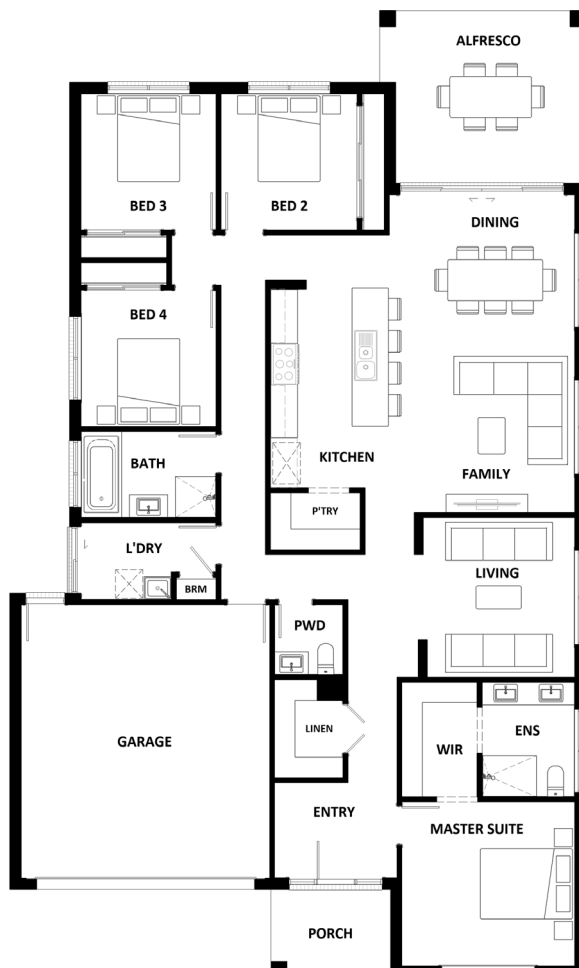 ALFRESCO
BED 3
BED 2
DINING
BED 4
KITCHEN
FAMILY
BATH
P'TRY
L'DRY
LIVING
BRM
PWD
LINEN
ENS
GARAGE
WIR
ENTRY
MASTER SUITE
PORCH